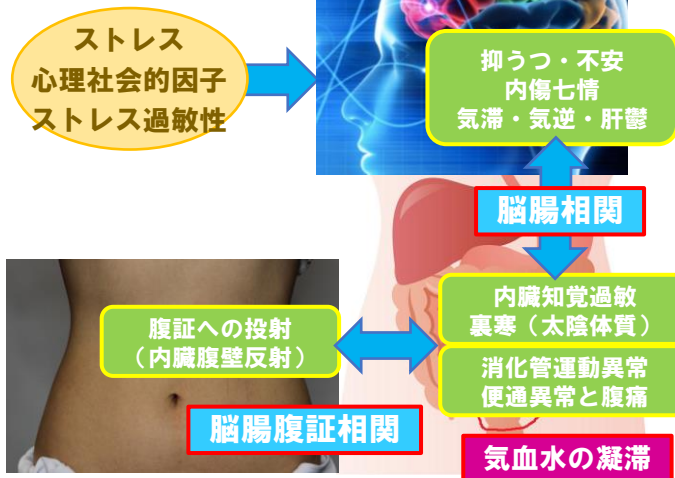 ストレス
心理社会的因子
ストレス過敏性
抑うつ・不安
内傷七情
気滞・気逆・肝鬱
脳腸相関
内臓知覚過敏
裏寒（太陰体質）
消化管運動異常
便通異常と腹痛
腹証への投射
（内臓腹壁反射）
脳腸腹証相関
気血水の凝滞